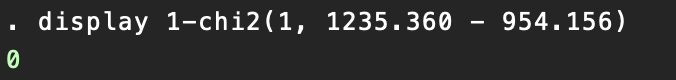 . display 1-chi2(1, 1235.360 - 954.156)
0